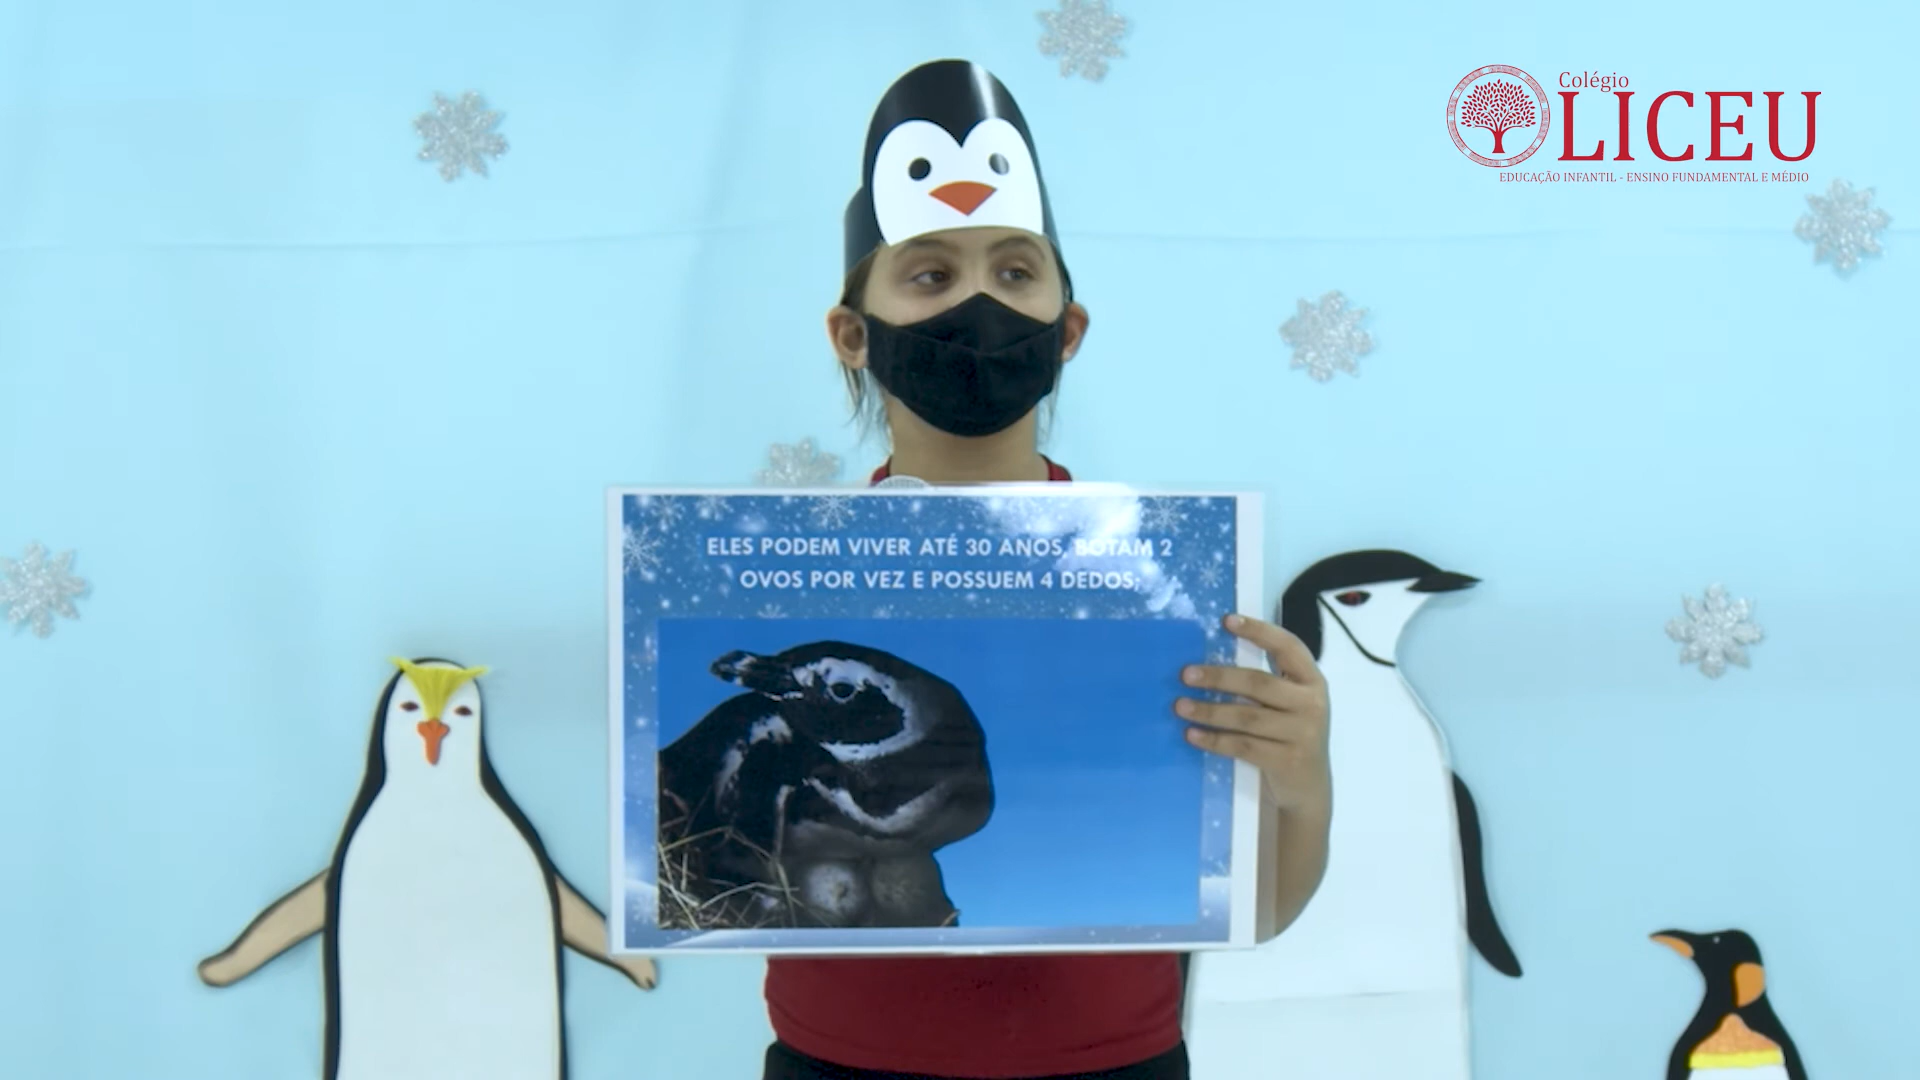 Colégio
LICEU
EDUCAÇÃO INFANTIL - ENSINO FUNDAMENTAL E MÉDIO
ELES PODEM VIVER ATÉ 30 ANOS, BOTAM 2
OVOS POR VEZ E POSSUEM 4 DEDOS;